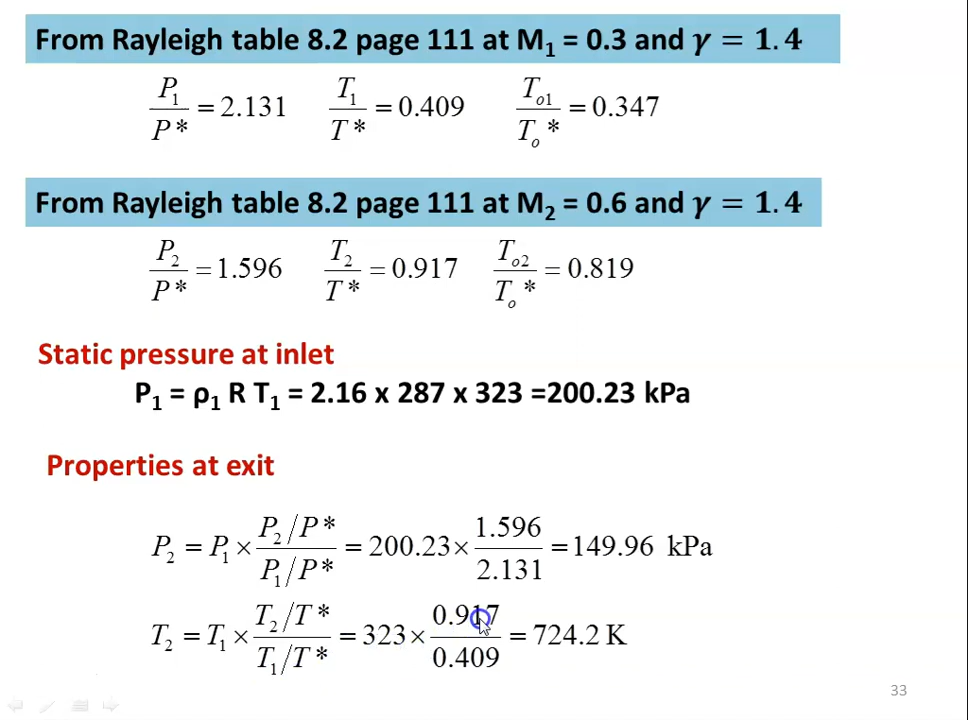 From Rayleigh table 8.2 page 111 at M₁ = 0.3 and γ = 1.4
P₁/P* = 2.131 T₁/T* = 0.409 Tₒ₁/Tₒ* = 0.347
From Rayleigh table 8.2 page 111 at M₂ = 0.6 and γ = 1.4
P₂/P* = 1.596 T₂/T* = 0.917 Tₒ₂/Tₒ* = 0.819
Static pressure at inlet
P₁ = ρ₁ R T₁ = 2.16 x 287 x 323 =200.23 kPa
Properties at exit
P₂ = P₁ × (P₂/P*)/(P₁/P*) = 200.23 × 1.596/2.131 = 149.96 kPa
T₂ = T₁ × (T₂/T*)/(T₁/T*) = 323 × 0.917/0.409 = 724.2 K
33